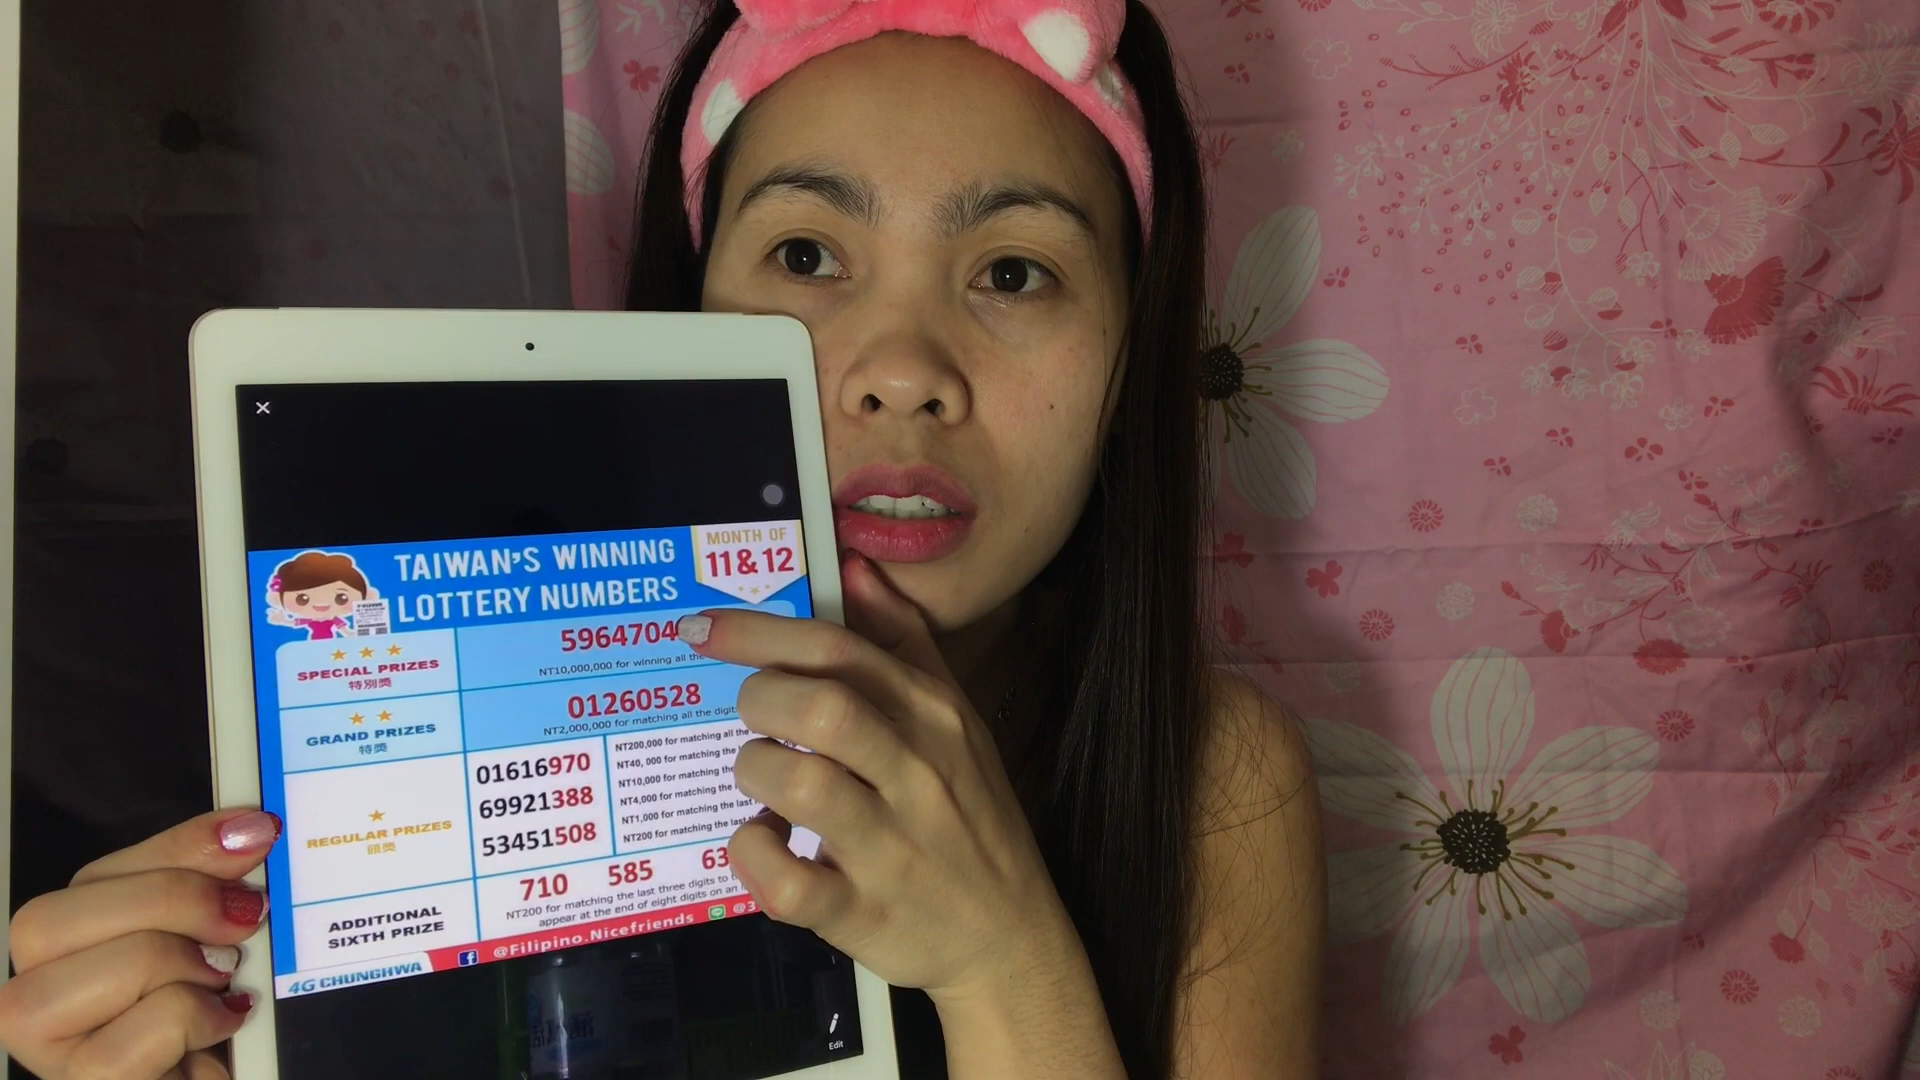 TAIWAN'S WINNING
LOTTERY NUMBERS
MONTH OF
11 & 12
SPECIAL PRIZES
特別獎
5964704
NT10,000,000 for winning all
GRAND PRIZES
特獎
01260528
NT2,000,000 for matching all the digits
REGULAR PRIZES
頭獎
01616970
69921388
53451508
NT200,000 for matching all the
NT40, 000 for matching the
NT10,000 for matching the
NT4,000 for matching the
NT1,000 for matching the last
NT200 for matching the last
ADDITIONAL
SIXTH PRIZE
710 585 63
NT200 for matching the last three digits to
appear at the end of eight digits on an
4G CHUNGHWA
@Filipino.Nicefriends @3
Edit